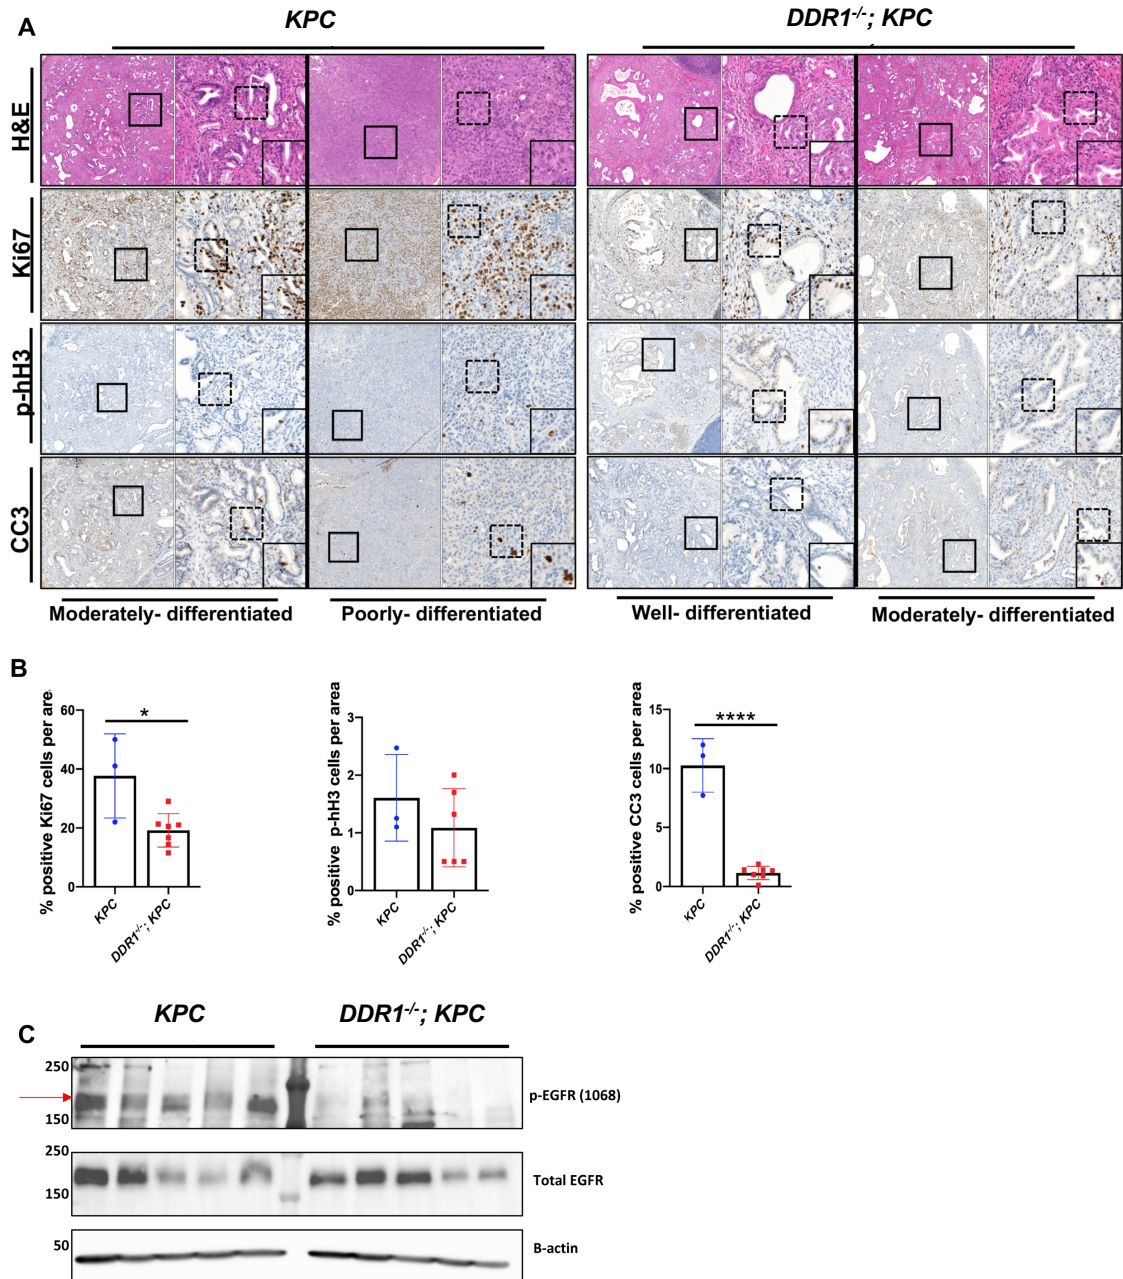 A
KPC
DDR1-/-; KPC
H&E
Ki67
p-hH3
CC3
Moderately- differentiated
Poorly- differentiated
Well- differentiated
Moderately- differentiated
B
% positive Ki67 cells per are
60
40
20
0
*
KPC
DDR1-/-; KPC
% positive p-hH3 cells per area
3
2
1
0
KPC
DDR1-/-; KPC
% positive CC3 cells per area
15
10
5
0
****
KPC
DDR1-/-; KPC
C
KPC
DDR1-/-; KPC
250
150
p-EGFR (1068)
250
150
Total EGFR
50
B-actin